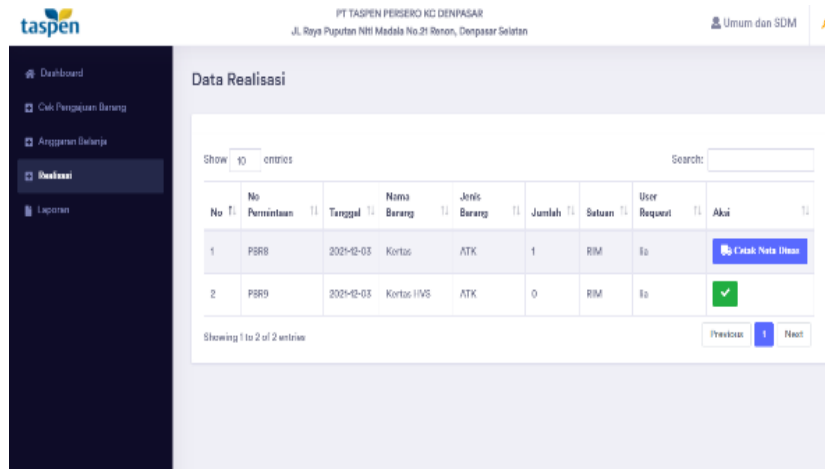 taspen
PT TASPEN PERSERO KC DENPASAR
JL. Raya Puputan Niti Madala No.21 Renon, Denpasar Selatan
Umum dan SDM
Dashboard
Cek Pengajuan Barang
Anggaran Belanja
Realisasi
Laporan
Data Realisasi
Show 10 entries
Search:
No No Permintaan Tanggal Nama Barang Jenis Barang Jumlah Satuan User Request Aksi
1 PBR8 2021-12-03 Kertas ATK 1 RIM Cetak Nota Dinas
2 PBR9 2021-12-03 Kertas HVS ATK 0 RIM
Showing 1 to 2 of 2 entries
Previous 1 Next